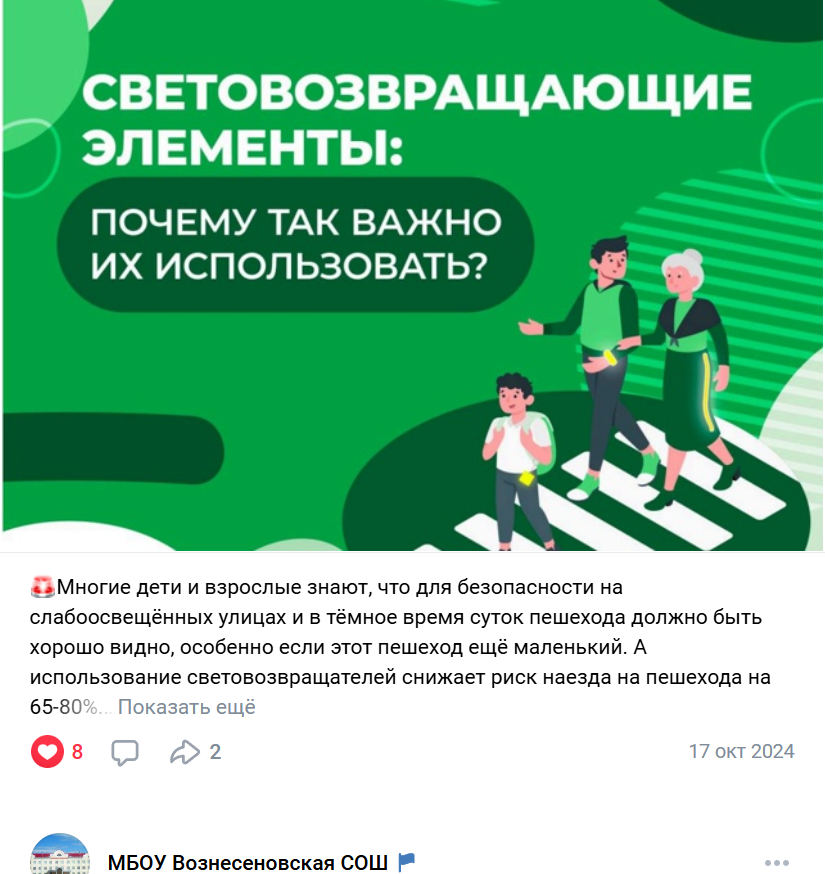 СВЕТОВОЗВРАЩАЮЩИЕ
ЭЛЕМЕНТЫ:
ПОЧЕМУ ТАК ВАЖНО
ИХ ИСПОЛЬЗОВАТЬ?
🚨Многие дети и взрослые знают, что для безопасности на
слабоосвещённых улицах и в тёмное время суток пешехода должно быть
хорошо видно, особенно если этот пешеход ещё маленький. А
использование световозвращателей снижает риск наезда на пешехода на
65-80%... Показать ещё
8 2 17 окт 2024
МБОУ Вознесеновская СОШ